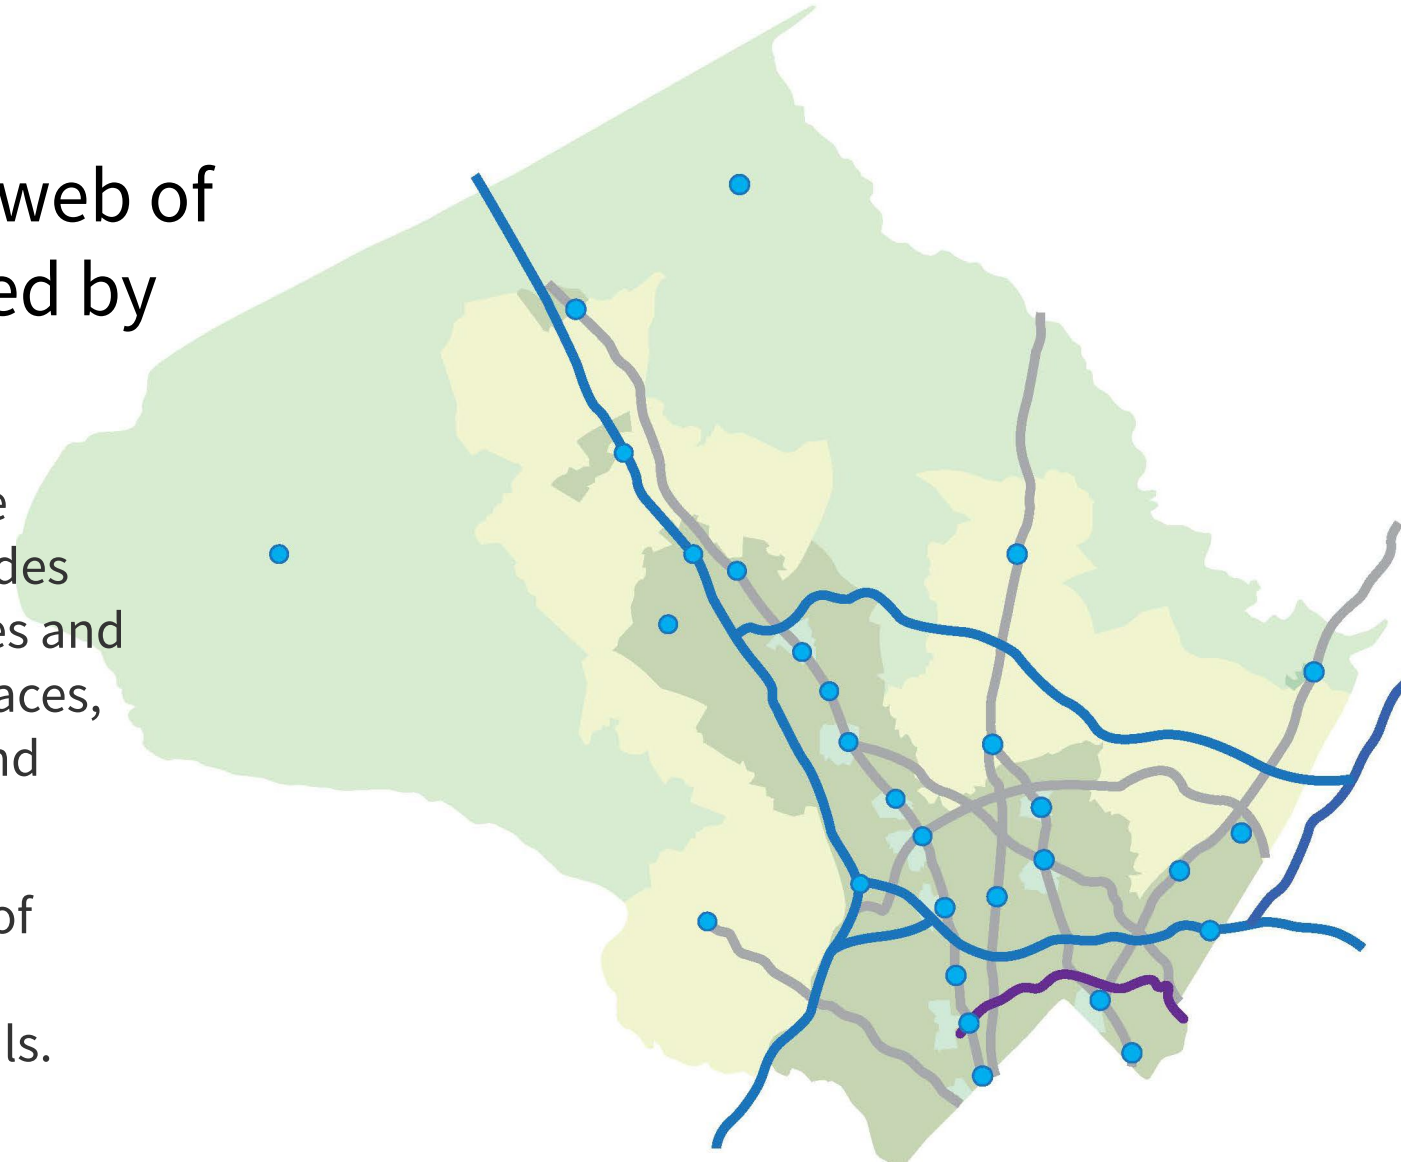 web of
ed by
e
des
es and
aces,
nd
of
ls.